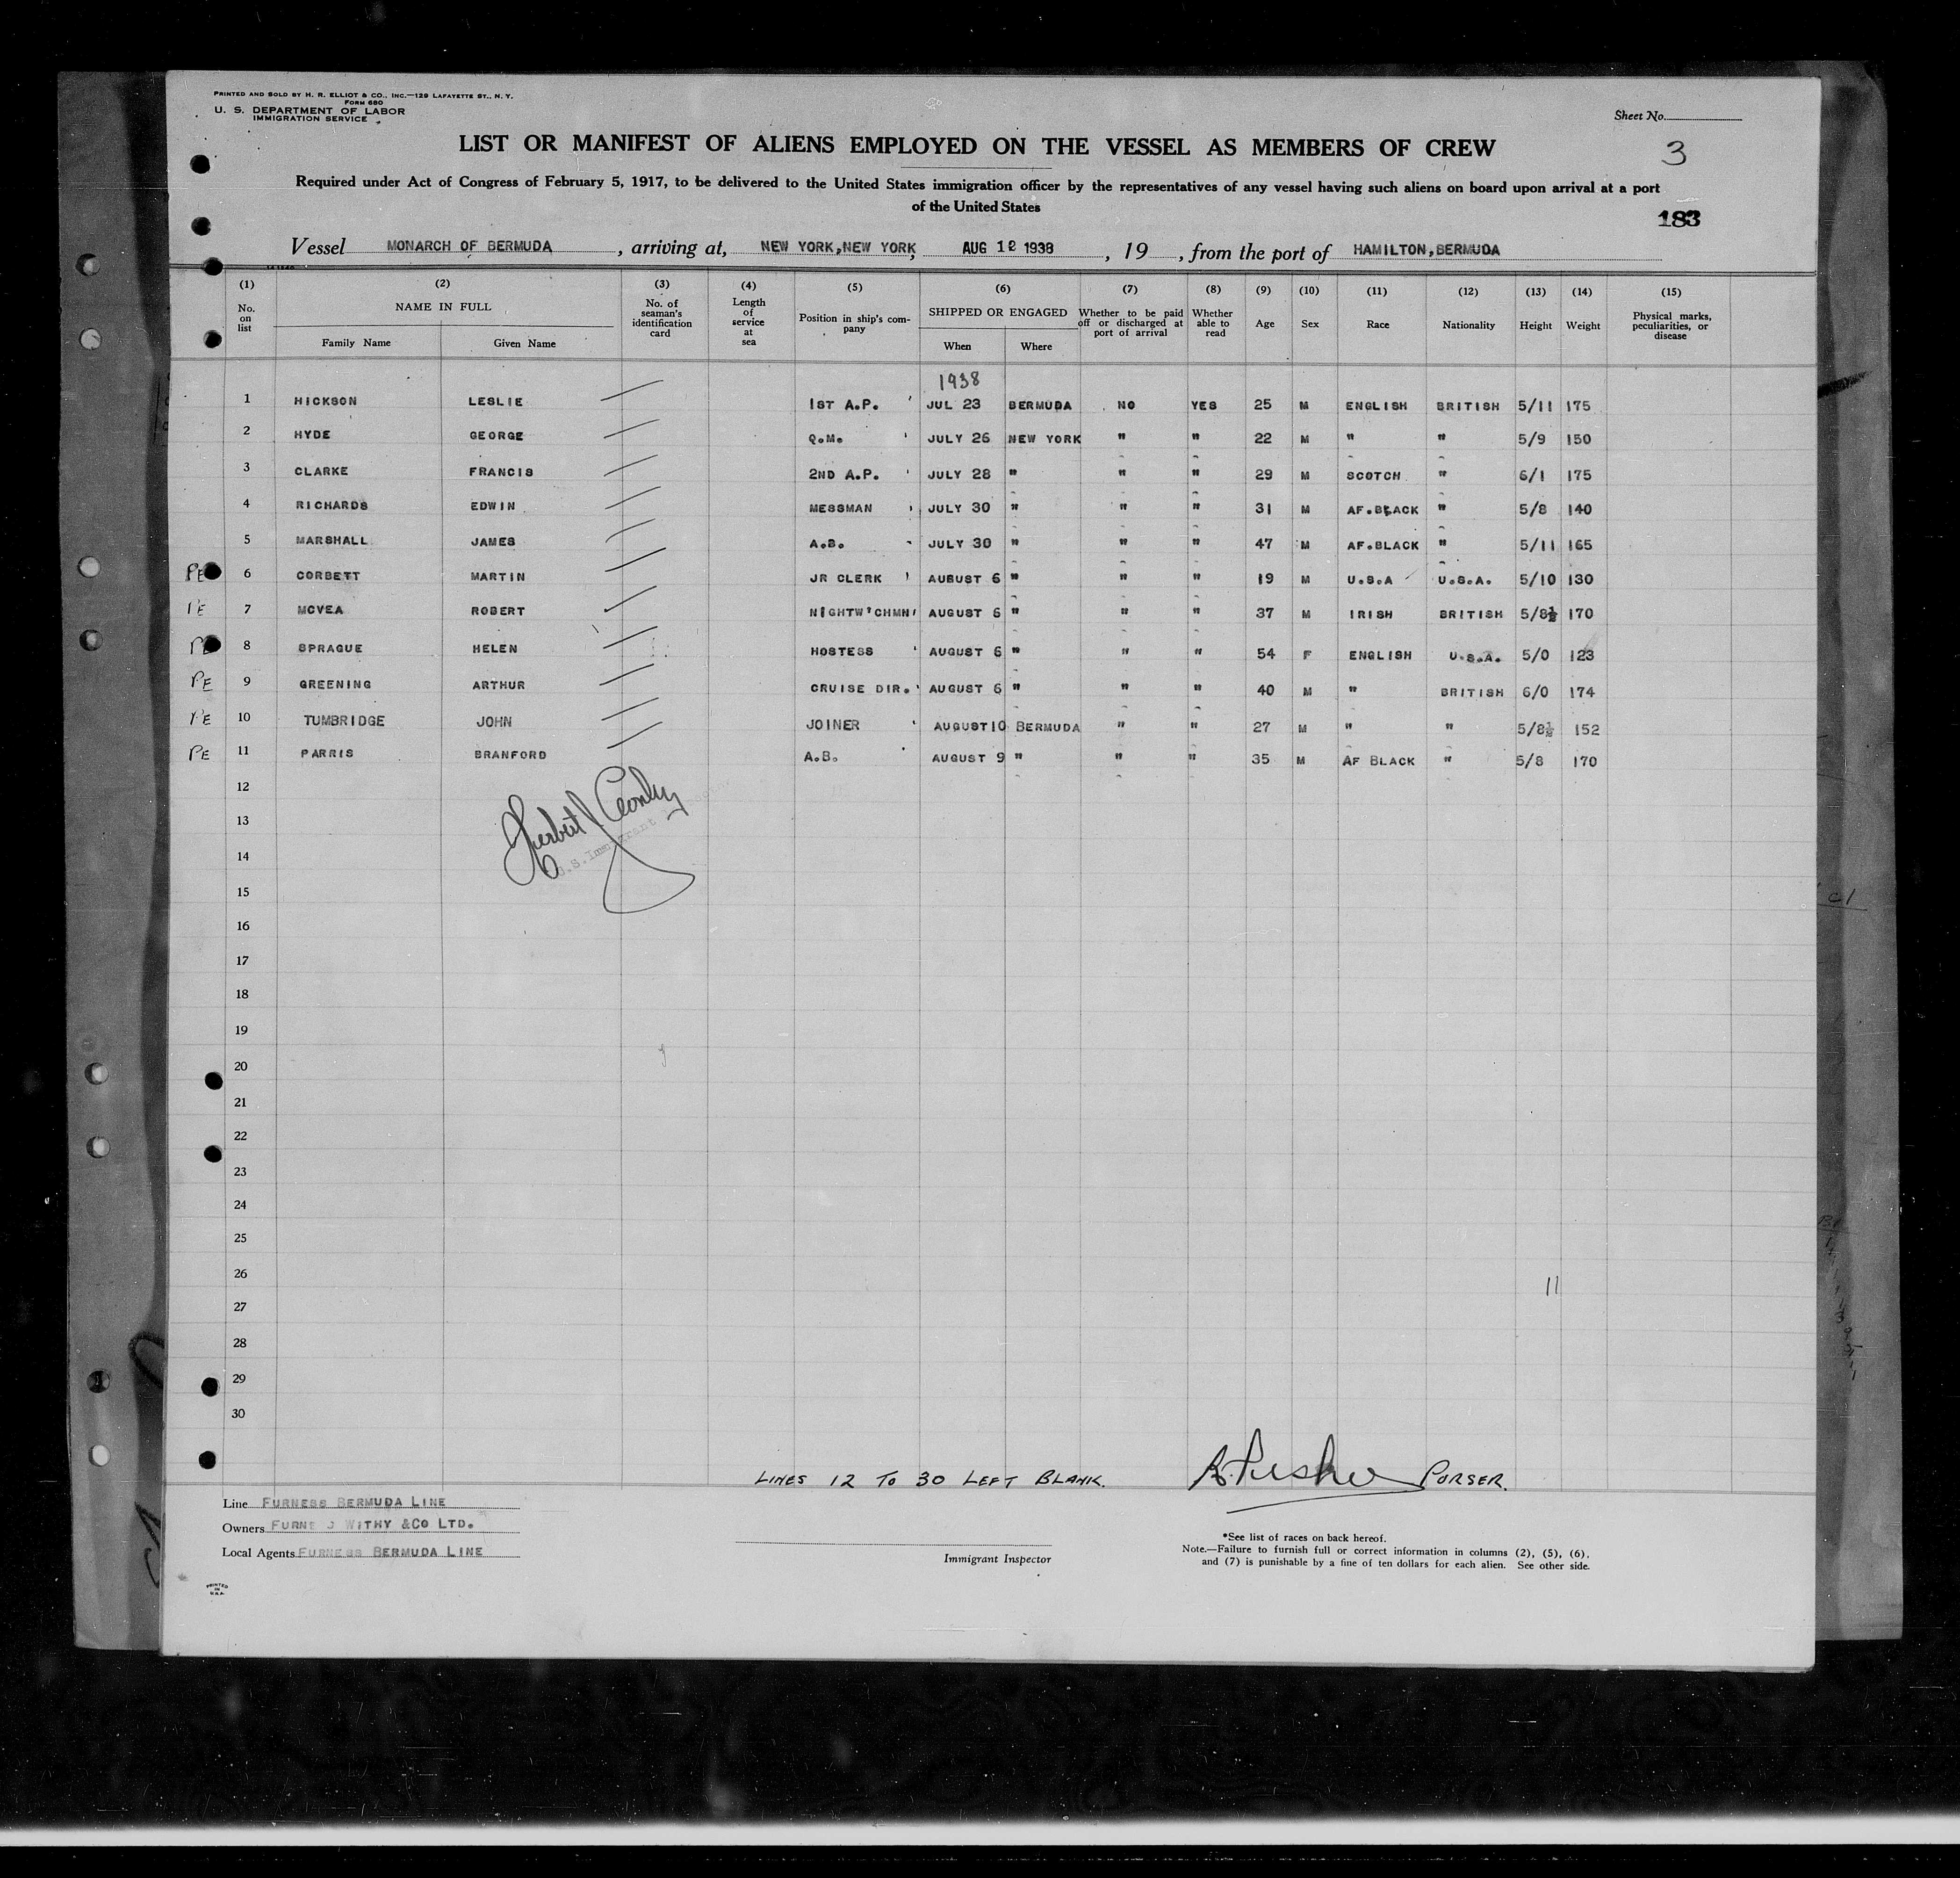 PRINTED AND SOLD BY H. R. ELLIOT & CO., INC.—129 LAFAYETTE ST., N. Y.
FORM 680
U. S. DEPARTMENT OF LABOR
IMMIGRATION SERVICE
Sheet No.
LIST OR MANIFEST OF ALIENS EMPLOYED ON THE VESSEL AS MEMBERS OF CREW
3
Required under Act of Congress of February 5, 1917, to be delivered to the United States immigration officer by the representatives of any vessel having such aliens on board upon arrival at a port
of the United States
183
Vessel MONARCH OF BERMUDA, arriving at, NEW YORK,NEW YORK, AUG 12 1938, 19, from the port of HAMILTON,BERMUDA
(1) (2) (3) (4) (5) (6) (7) (8) (9) (10) (11) (12) (13) (14) (15)
No. on list NAME IN FULL Family Name Given Name No. of seaman's identification card Length of service at sea Position in ship's company SHIPPED OR ENGAGED When Where Whether to be paid off or discharged at port of arrival Whether able to read Age Sex Race Nationality Height Weight Physical marks, peculiarities, or disease
1938
1 HICKSON LESLIE 1ST A.P. JUL 23 BERMUDA NO YES 25 M ENGLISH BRITISH 5/11 175
2 HYDE GEORGE Q.M. JULY 26 NEW YORK " " 22 M " " 5/9 150
3 CLARKE FRANCIS 2ND A.P. JULY 28 " " " 29 M SCOTCH " 6/1 175
4 RICHARDS EDWIN MESSMAN JULY 30 " " " 31 M AF.BLACK " 5/8 140
5 MARSHALL JAMES A.B. JULY 30 " " " 47 M AF.BLACK " 5/11 165
PE 6 CORBETT MARTIN JR CLERK AUBUST 6 " " " 19 M U.S.A U.S.A. 5/10 130
PE 7 MCVEA ROBERT NIGHTW'CHMN AUGUST 6 " " " 37 M IRISH BRITISH 5/8½ 170
PE 8 SPRAGUE HELEN HOSTESS AUGUST 6 " " " 54 F ENGLISH U.S.A. 5/0 123
PE 9 GREENING ARTHUR CRUISE DIR. AUGUST 6 " " " 40 M " BRITISH 6/0 174
PE 10 TUMBRIDGE JOHN JOINER AUGUST 10 BERMUDA " " 27 M " " 5/8½ 152
PE 11 PARRIS BRANFORD A.B. AUGUST 9 " " " 35 M AF BLACK " 5/8 170
12
13
U.S. Immigrant
14
15
16
17
18
19
20
21
22
23
24
25
26
11
27
28
29
30
LINES 12 TO 30 LEFT BLANK. PURSER.
Line FURNESS BERMUDA LINE
Owners WITHY &CO LTD.
Local Agents FURNESS BERMUDA LINE
Immigrant Inspector
*See list of races on back hereof.
Note.—Failure to furnish full or correct information in columns (2), (5), (6),
and (7) is punishable by a fine of ten dollars for each alien. See other side.
PRINTED
IN
U.S.A.